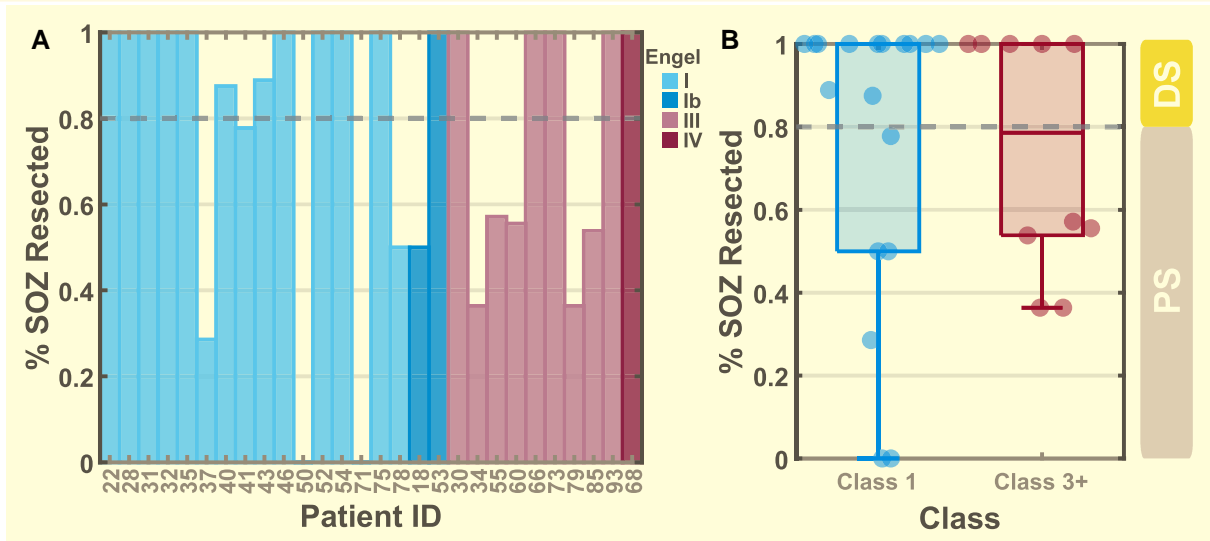 A
1
0.8
0.6
0.4
0.2
0
% SOZ Resected
22 28 31 32 35 37 40 41 43 46 50 52 54 71 75 78 18 53 30 34 55 60 66 73 79 85 93 68
Patient ID
Engel
I
Ib
III
IV
B
1
0.8
0.6
0.4
0.2
0
% SOZ Resected
Class 1 Class 3+
Class
DS
PS